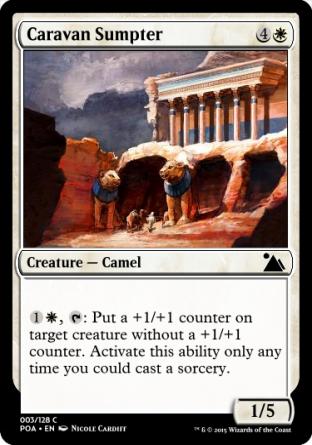 Caravan Sumpter 4
Creature — Camel
1, : Put a +1/+1 counter on
target creature without a +1/+1
counter. Activate this ability only any
time you could cast a sorcery.
1/5
003/128 C
POA • EN Nicole Cardiff
™ & © 2015 Wizards of the Coast